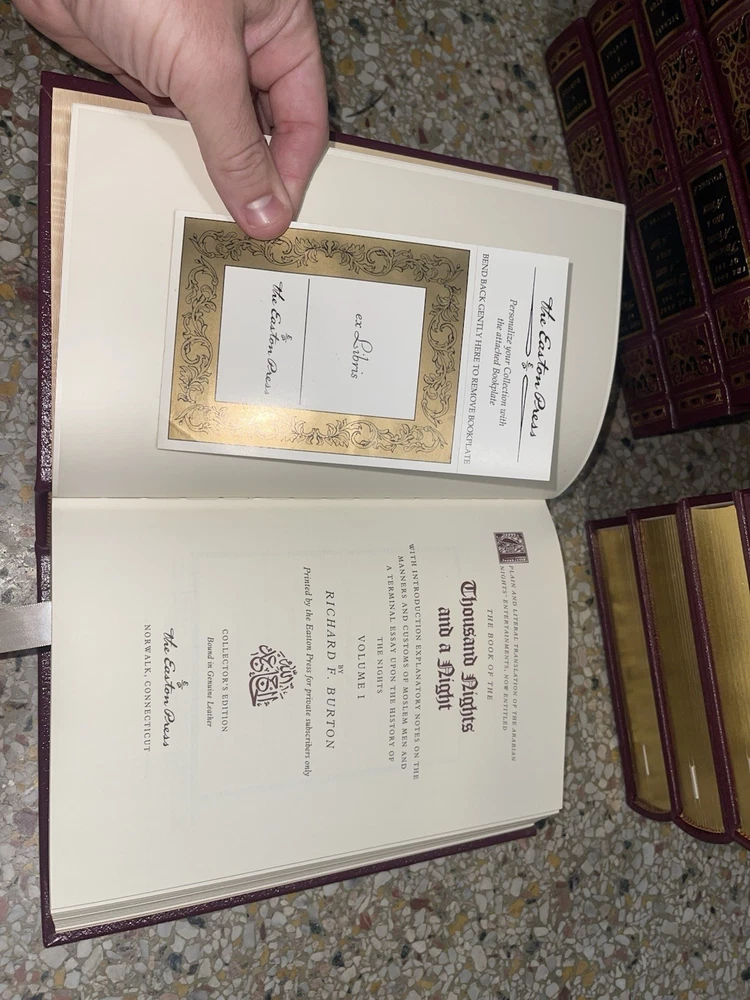 The Easton Press
Personalize your Collection with
the attached Bookplate
BEND BACK GENTLY HERE TO REMOVE BOOKPLATE
ex Libris
The Easton Press
A PLAIN AND LITERAL TRANSLATION OF THE ARABIAN
NIGHTS' ENTERTAINMENTS, NOW ENTITLED
THE BOOK OF THE
Thousand Nights
and a Night
WITH INTRODUCTION EXPLANATORY NOTES ON THE
MANNERS AND CUSTOMS OF MOSLEM MEN AND
A TERMINAL ESSAY UPON THE HISTORY OF
THE NIGHTS
VOLUME I
BY
RICHARD F. BURTON
Printed by the Easton Press for private subscribers only
COLLECTOR'S EDITION
Bound in Genuine Leather
The Easton Press
NORWALK, CONNECTICUT